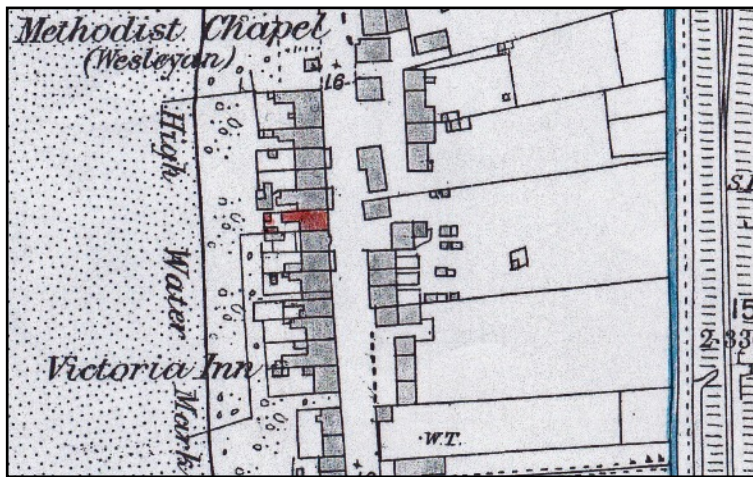 Methodist Chapel
(Wesleyan)
16
High
Water
Mark
Victoria Inn
W.T.
15
2·33